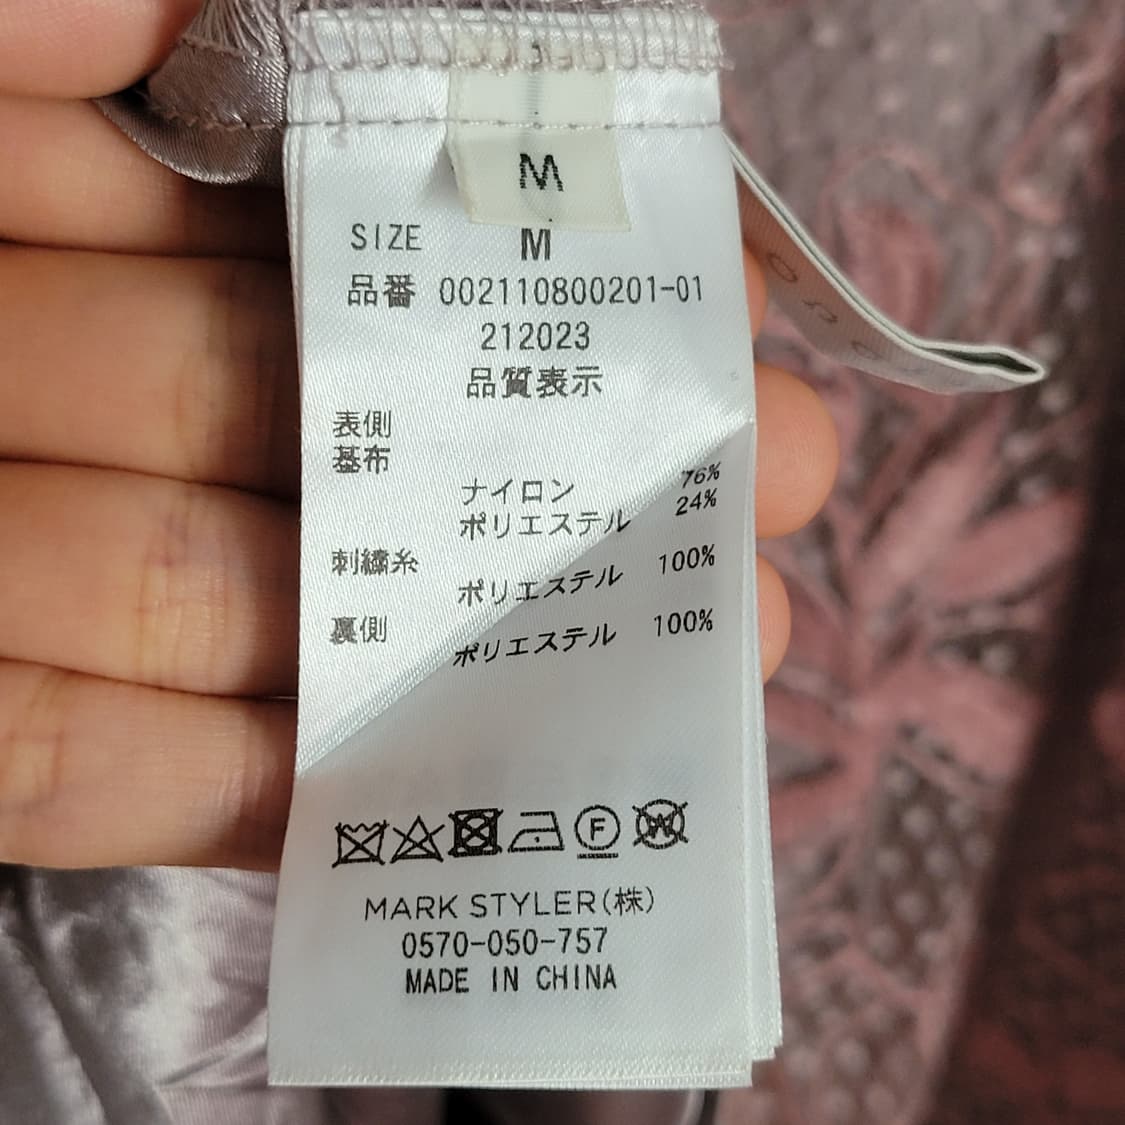 M
SIZE M
品番 002110800201-01
212023
品質表示
表側
基布
ナイロン 76%
ポリエステル 24%
刺繍糸
ポリエステル 100%
裏側
ポリエステル 100%
F
W
MARK STYLER(株)
0570-050-757
MADE IN CHINA